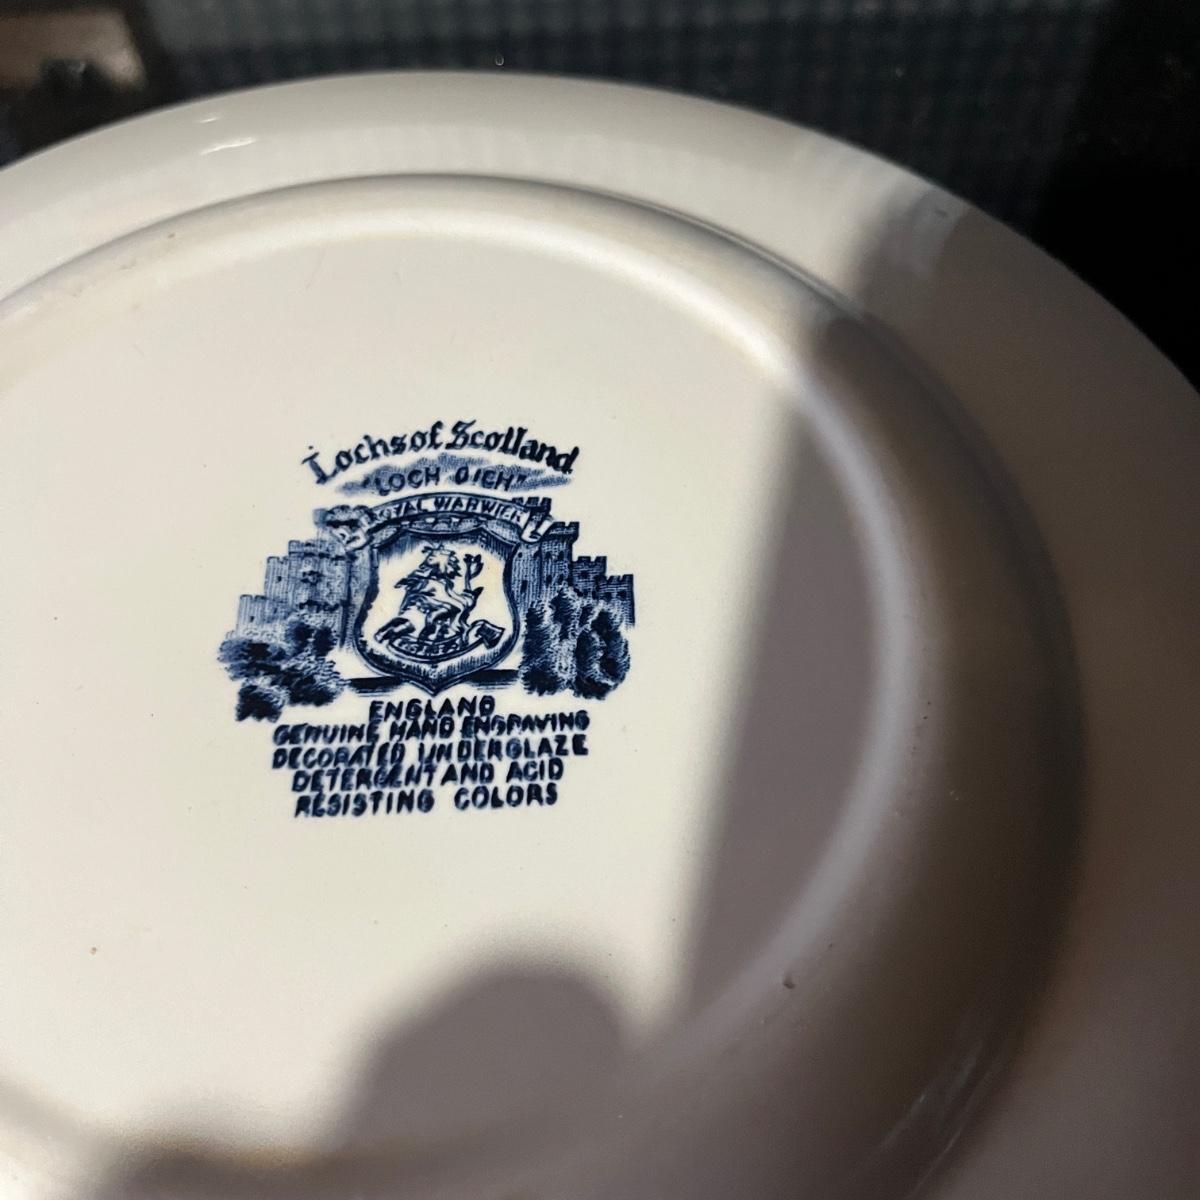 Lochs of Scotland
"LOCH OICH"
ROYAL WARWICK
ENGLAND
GENUINE HAND ENGRAVING
DECORATED UNDERGLAZE
DETERGENT AND ACID
RESISTING COLORS